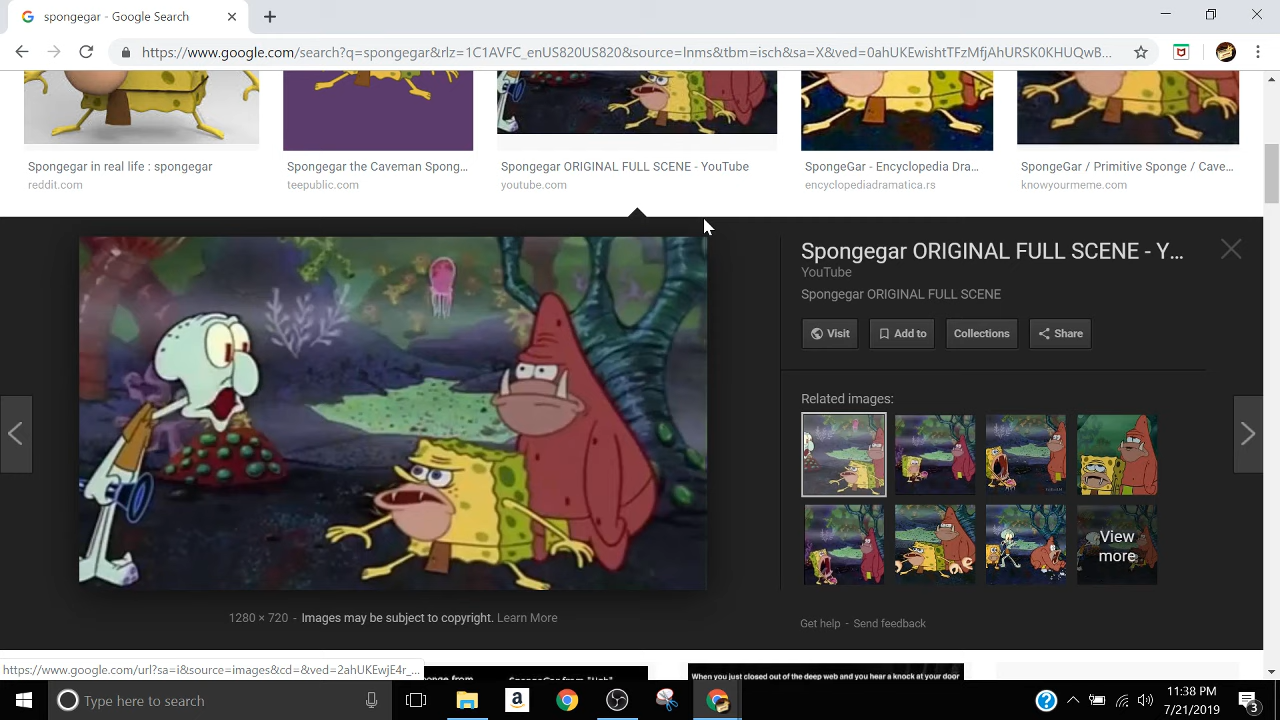 spongegar - Google Search
https://www.google.com/search?q=spongegar&rlz=1C1AVFC_enUS820US820&source=lnms&tbm=isch&sa=X&ved=0ahUKEwishtTFzMfjAhURSK0KHUQwB...
Spongegar in real life : spongegar
reddit.com
Spongegar the Caveman Spong...
teepublic.com
Spongegar ORIGINAL FULL SCENE - YouTube
youtube.com
SpongeGar - Encyclopedia Dra...
encyclopediadramatica.rs
SpongeGar / Primitive Sponge / Cave...
knowyourmeme.com
Spongegar ORIGINAL FULL SCENE - Y...
YouTube
Spongegar ORIGINAL FULL SCENE
Visit
Add to
Collections
Share
Related images:
View more
1280 × 720 - Images may be subject to copyright. Learn More
Get help - Send feedback
https://www.google.com/url?sa=i&source=images&cd=&ved=2ahUKEwjE4r_...
When you just closed out of the deep web and you hear a knock at your door
Type here to search
11:38 PM
7/21/2019
3